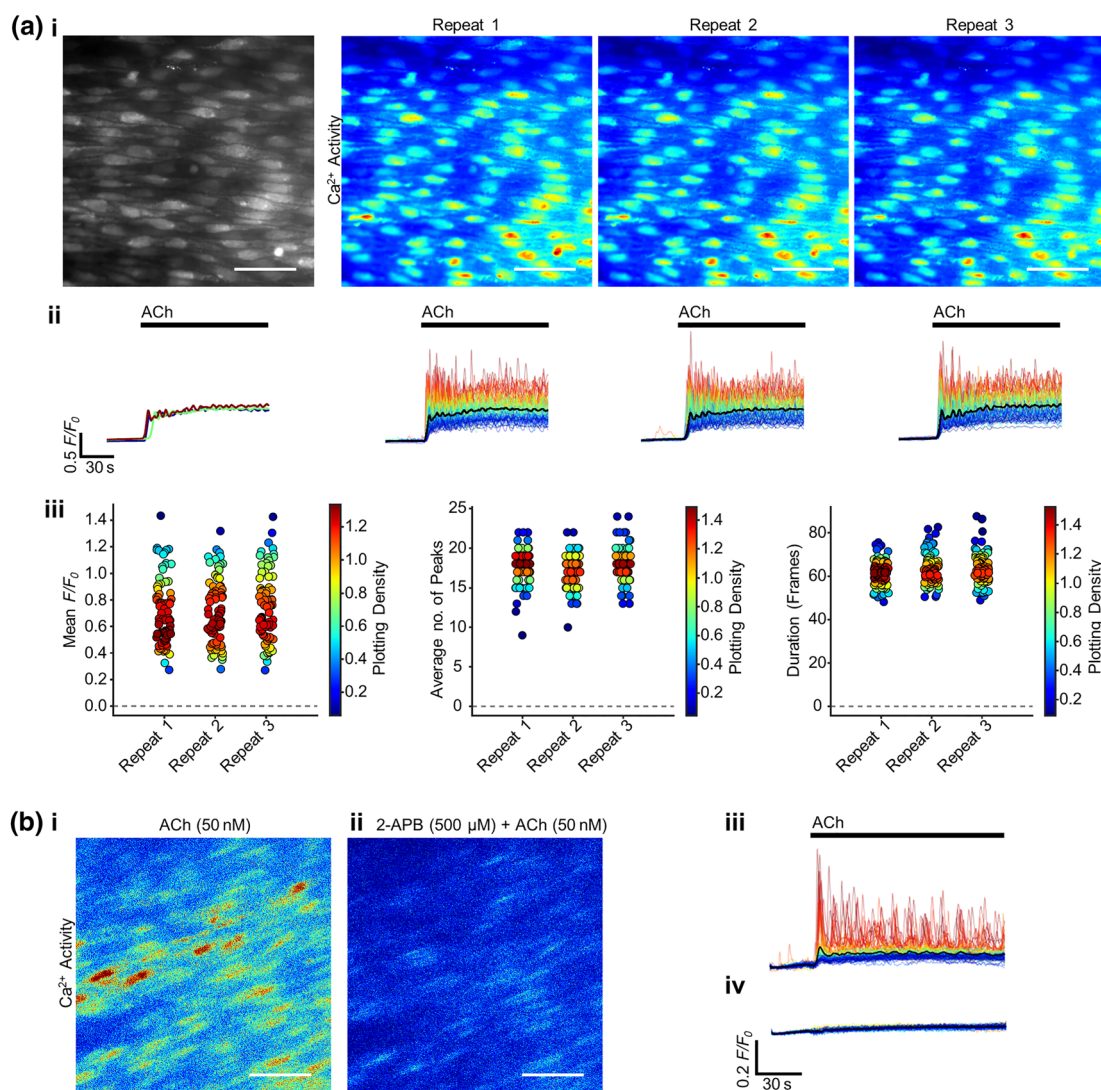 (a) i
Repeat 1
Repeat 2
Repeat 3
Ca²⁺ Activity
ii
ACh
ACh
ACh
ACh
0.5 F/F₀
30 s
iii
Mean F/F₀
1.4
1.2
1.0
0.8
0.6
0.4
0.2
0.0
Repeat 1
Repeat 2
Repeat 3
1.2
1.0
0.8
0.6
0.4
0.2
Plotting Density
Average no. of Peaks
25
20
15
10
5
0
Repeat 1
Repeat 2
Repeat 3
1.4
1.2
1.0
0.8
0.6
0.4
0.2
Plotting Density
Duration (Frames)
80
60
40
20
0
Repeat 1
Repeat 2
Repeat 3
1.4
1.2
1.0
0.8
0.6
0.4
0.2
Plotting Density
(b) i
ACh (50 nM)
Ca²⁺ Activity
ii
2-APB (500 µM) + ACh (50 nM)
iii
ACh
iv
0.2 F/F₀
30 s